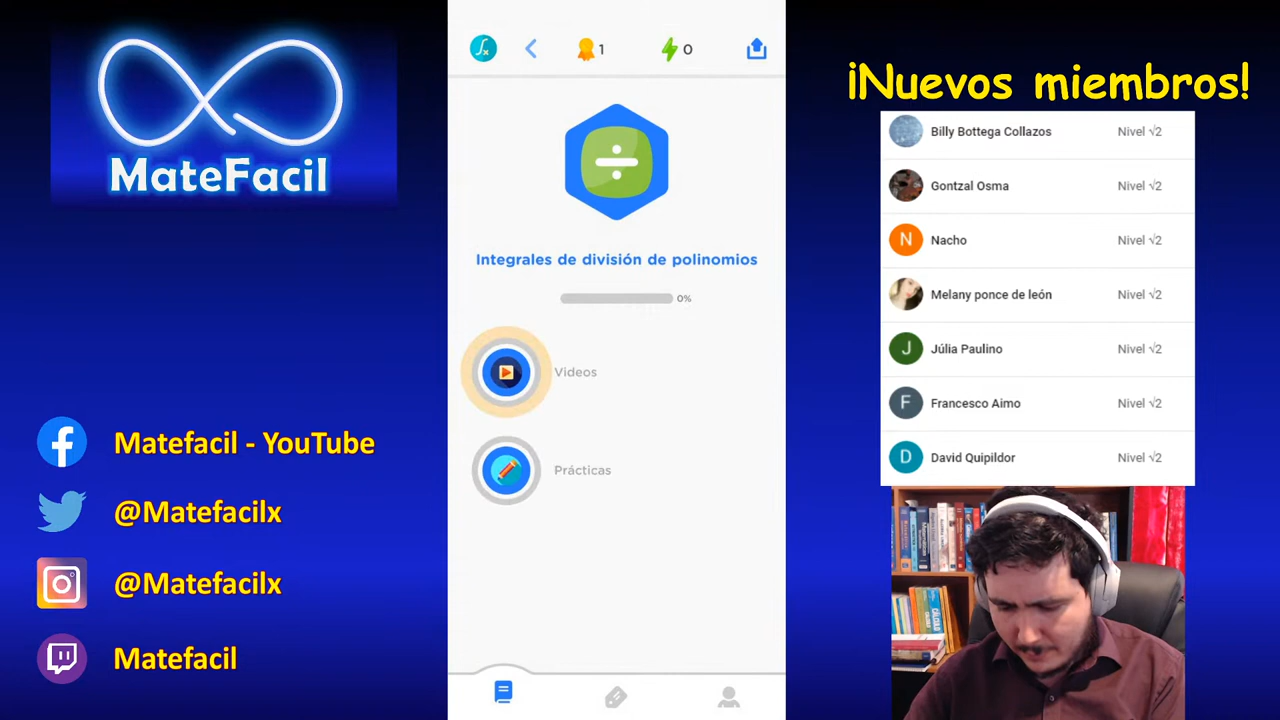 MateFacil
Matefacil - YouTube
@Matefacilx
@Matefacilx
Matefacil
1
0
Integrales de división de polinomios
0%
Videos
Prácticas
¡Nuevos miembros!
Billy Bottega Collazos Nivel √2
Gontzal Osma Nivel √2
N Nacho Nivel √2
Melany ponce de león Nivel √2
J Júlia Paulino Nivel √2
F Francesco Aimo Nivel √2
D David Quipildor Nivel √2